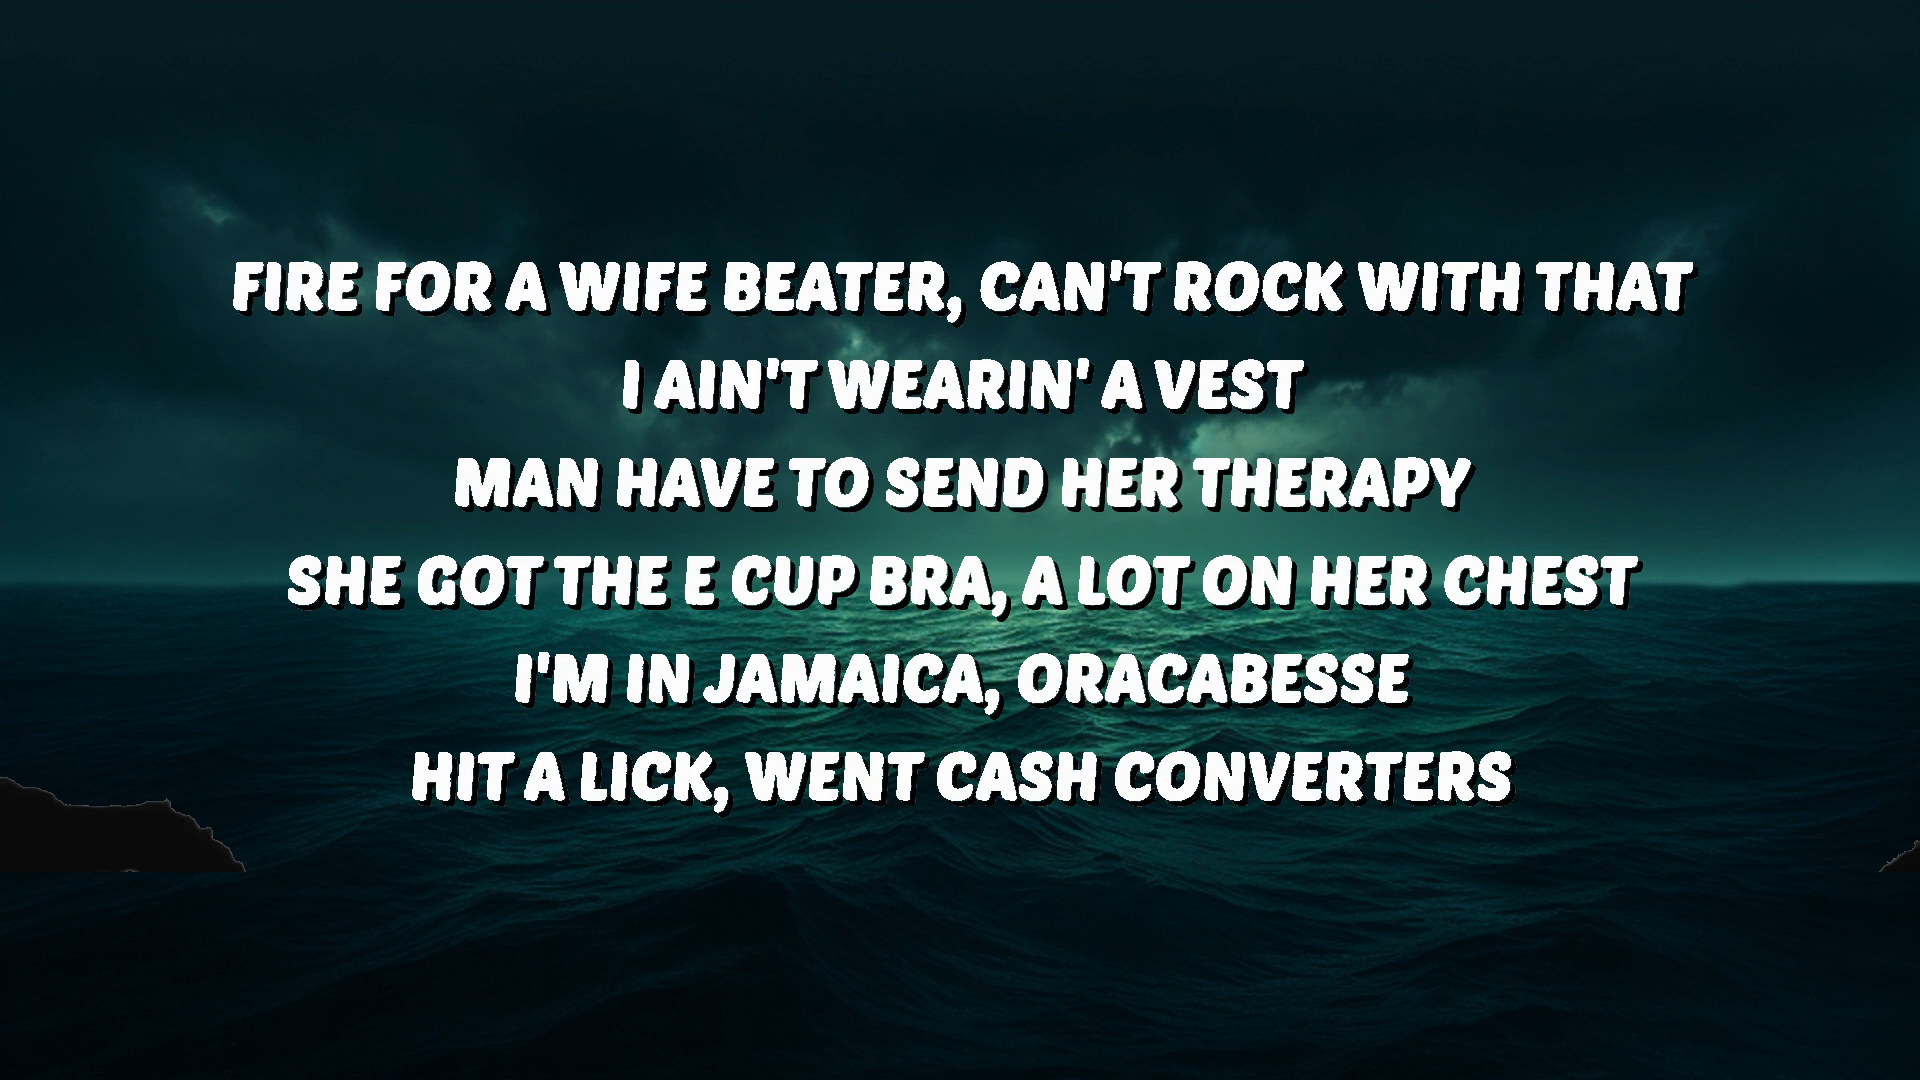 FIRE FOR A WIFE BEATER, CAN'T ROCK WITH THAT
I AIN'T WEARIN' A VEST
MAN HAVE TO SEND HER THERAPY
SHE GOT THE E CUP BRA, A LOT ON HER CHEST
I'M IN JAMAICA, ORACABESSE
HIT A LICK, WENT CASH CONVERTERS